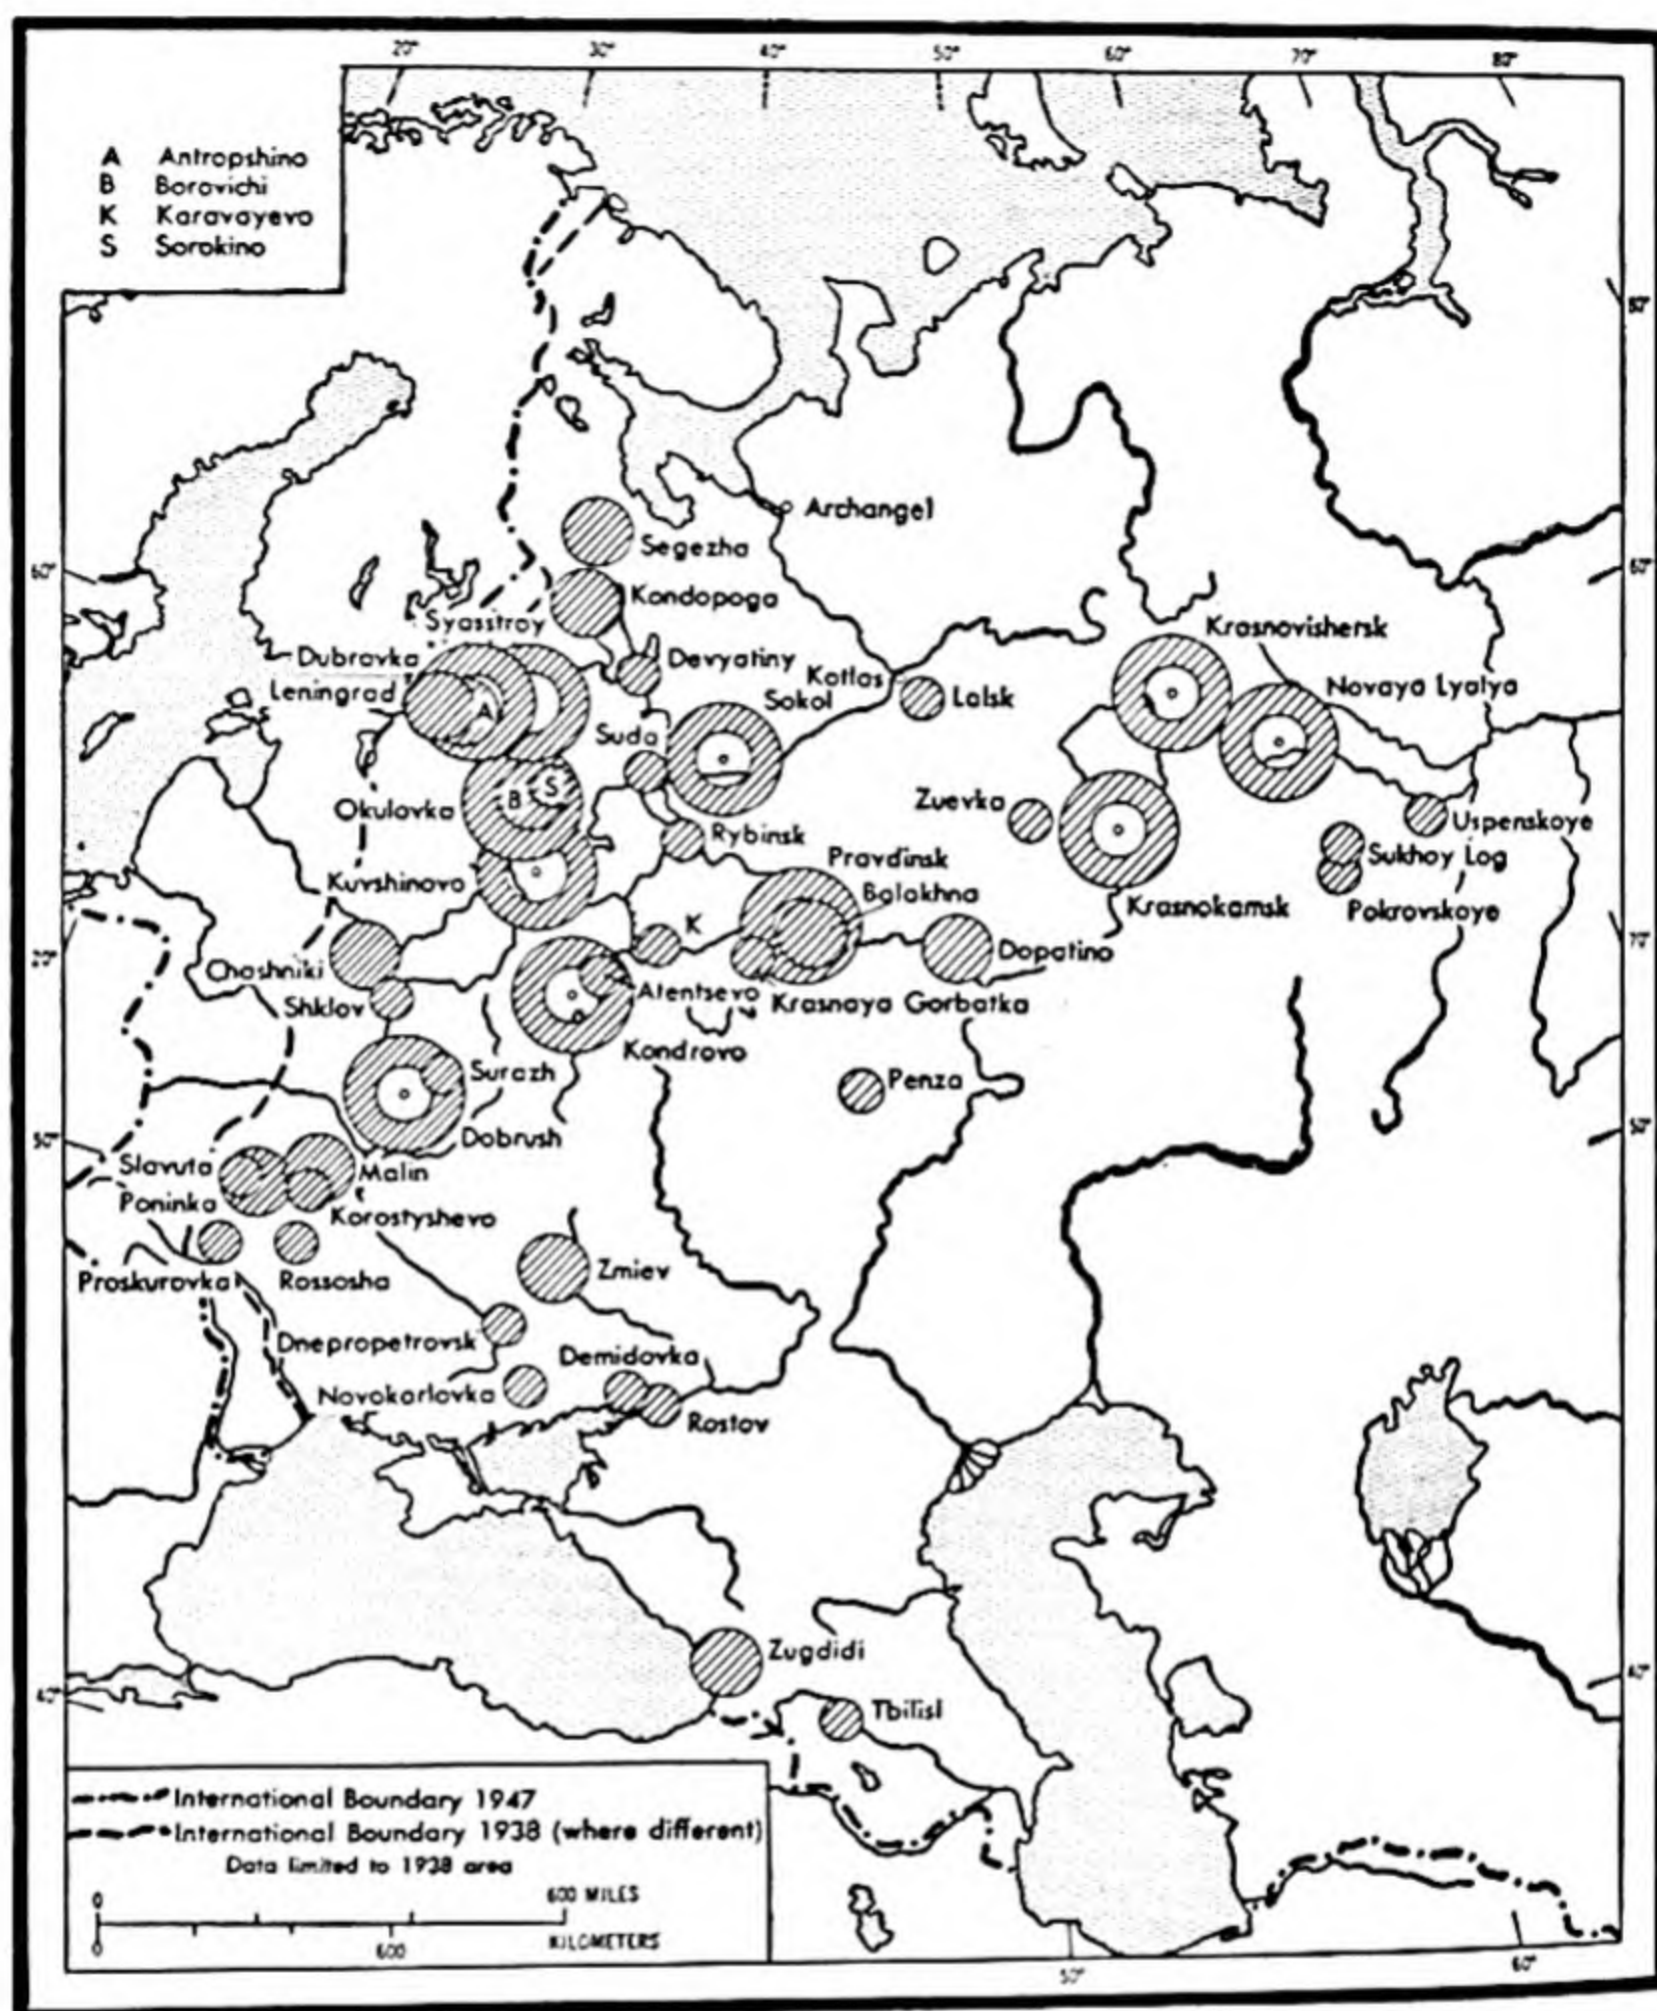 20° 30° 40° 50° 60° 70° 80°
A Antropshino
B Borovichi
K Karavayevo
S Sorokino
Archangel
Segezha
Kondopoga
Syasstroy
Krasnovishersk
Dubrovka
Devyatiny
Kotlas
Leningrad
A
Sokol
Lalsk
Novaya Lyalya
Suda
B
S
Okulovka
Zuevka
Uspenskoye
Rybinsk
Sukhoy Log
Pravdinsk
Kuvshinovo
Balakhna
Krasnokamsk
Pokrovskoye
K
Chashniki
Dopatino
Shklov
Alentsevo
Krasnaya Gorbatka
Kondrovo
Surazh
Penza
Dobrush
Slavuta
Malin
Poninka
Korostyshevo
Proskurovka
Rossosha
Zmiev
Dnepropetrovsk
Demidovka
Novokarlovka
Rostov
Zugdidi
Tbilisi
International Boundary 1947
International Boundary 1938 (where different)
Data limited to 1938 area
0 600 MILES
0 600 KILOMETERS
50° 60°